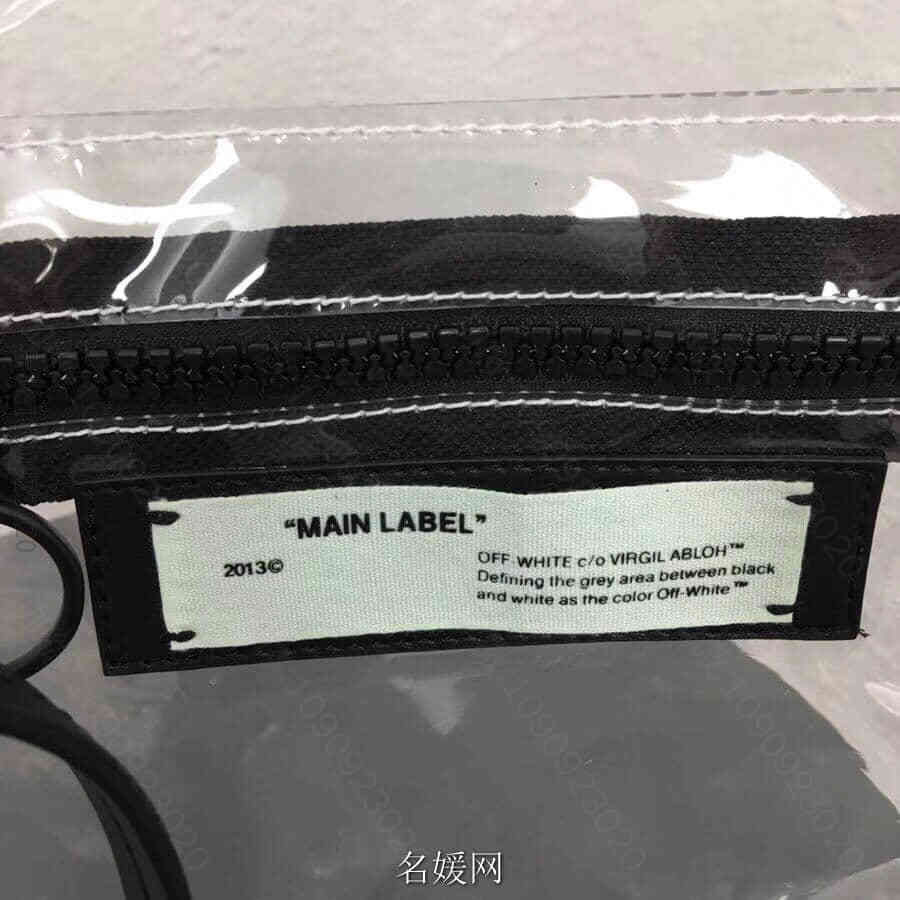 “MAIN LABEL”
2013©
OFF-WHITE c/o VIRGIL ABLOH™
Defining the grey area between black
and white as the color Off-White™
名媛网